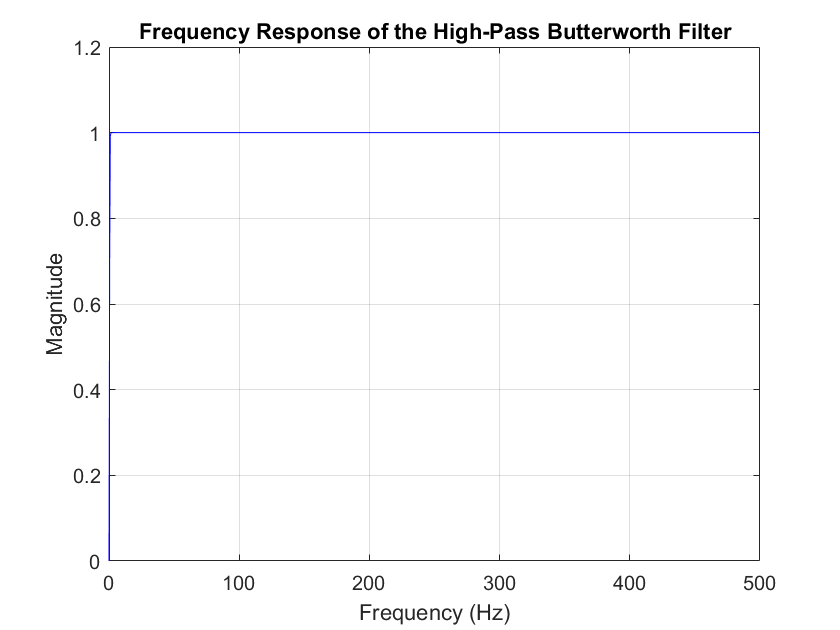 Frequency Response of the High-Pass Butterworth Filter
1.2
1
0.8
0.6
0.4
0.2
0
Magnitude
0 100 200 300 400 500
Frequency (Hz)